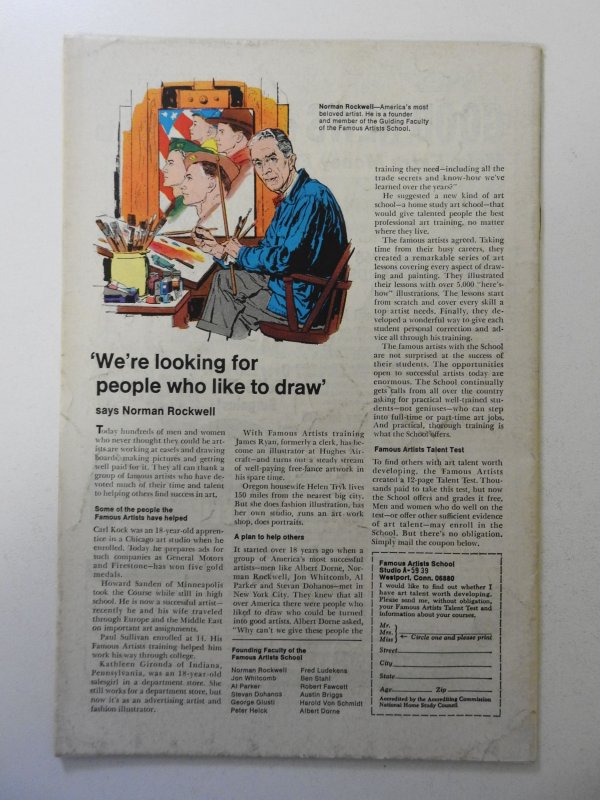 Norman Rockwell—America's most
beloved artist. He is a founder
and member of the Guiding Faculty
of the Famous Artists School.
'We're looking for
people who like to draw'
says Norman Rockwell
Today hundreds of men and women
who never thought they could be art-
ists are working at easels and drawing
boards making pictures and getting
well paid for it. They all can thank a
group of famous artists who have de-
voted much of their time and talent
to helping others find success in art.
Some of the people the
Famous Artists have helped
Carl Kock was an 18-year-old appren-
tice in a Chicago art studio when he
enrolled. Today he prepares ads for
such companies as General Motors
and Firestone—has won five gold
medals.
Howard Sanden of Minneapolis
took the Course while still in high
school. He is now a successful artist—
recently he and his wife traveled
through Europe and the Middle East
on important art assignments.
Paul Sullivan enrolled at 14. His
Famous Artists training helped him
work his way through college.
Kathleen Gironda of Indiana,
Pennsylvania, was an 18-year-old
salesgirl in a department store. She
still works for a department store, but
now it's as an advertising artist and
fashion illustrator.
With Famous Artists training
James Ryan, formerly a clerk, has be-
come an illustrator at Hughes Air-
craft—and turns out a steady stream
of well-paying free-lance artwork in
his spare time.
Oregon housewife Helen Tryk lives
150 miles from the nearest big city.
But she does fashion illustration, has
her own studio, runs an art work
shop, does portraits.
A plan to help others
It started over 18 years ago when a
group of America's most successful
artists—men like Albert Dorne, Nor-
man Rockwell, Jon Whitcomb, Al
Parker and Stevan Dohanos—met in
New York City. They knew that all
over America there were people who
liked to draw who could be turned
into good artists. Albert Dorne asked,
"Why can't we give these people the
Founding Faculty of the
Famous Artists School
Norman Rockwell
Jon Whitcomb
Al Parker
Stevan Dohanos
George Giusti
Peter Helck
Fred Ludekens
Ben Stahl
Robert Fawcett
Austin Briggs
Harold Von Schmidt
Albert Dorne
training they need—including all the
trade secrets and know-how we've
learned over the years?"
He suggested a new kind of art
school—a home study art school—that
would give talented people the best
professional art training, no matter
where they live.
The famous artists agreed. Taking
time from their busy careers, they
created a remarkable series of art
lessons covering every aspect of draw-
ing and painting. They illustrated
their lessons with over 5,000 "here's-
how" illustrations. The lessons start
from scratch and cover every skill a
top artist needs. Finally, they de-
veloped a wonderful way to give each
student personal correction and ad-
vice all through his training.
The famous artists with the School
are not surprised at the success of
their students. The opportunities
open to successful artists today are
enormous. The School continually
gets calls from all over the country
asking for practical well-trained stu-
dents—not geniuses—who can step
into full-time or part-time art jobs.
And practical, thorough training is
what the School offers.
Famous Artists Talent Test
To find others with art talent worth
developing, the Famous Artists
created a 12-page Talent Test. Thou-
sands paid to take this test, but now
the School offers and grades it free.
Men and women who do well on the
test—or offer other sufficient evidence
of art talent—may enroll in the
School. But there's no obligation.
Simply mail the coupon below.
Famous Artists School
Studio A-5939
Westport, Conn. 06880
I would like to find out whether I
have art talent worth developing.
Please send me, without obligation,
your Famous Artists Talent Test and
information about your courses.
Mr.
Mrs. ← Circle one and please print
Miss
Street
City
State
Age Zip
Accredited by the Accrediting Commission
National Home Study Council